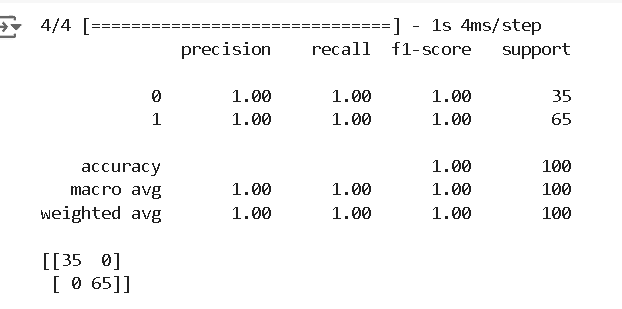 4/4 [==============================] - 1s 4ms/step
              precision    recall  f1-score   support

           0       1.00      1.00      1.00        35
           1       1.00      1.00      1.00        65

    accuracy                           1.00       100
   macro avg       1.00      1.00      1.00       100
weighted avg       1.00      1.00      1.00       100

[[35  0]
 [ 0 65]]